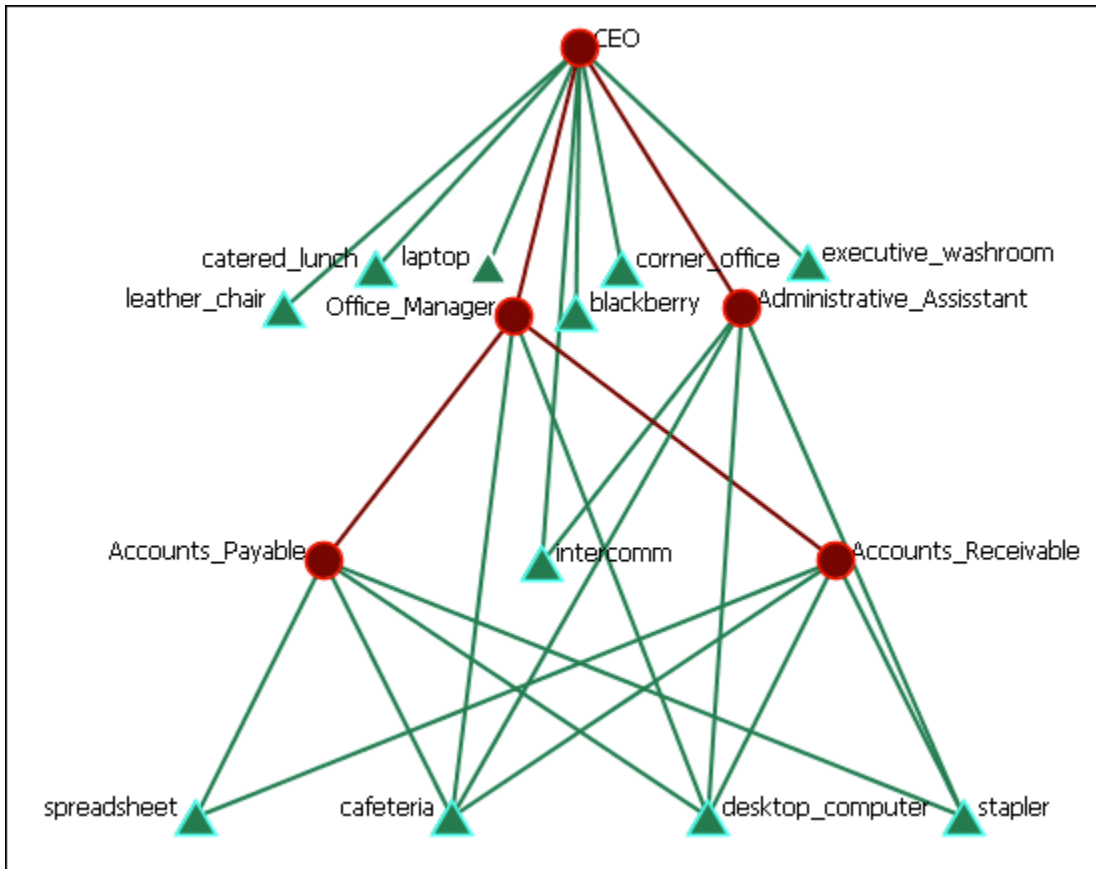 CEO
catered_lunch
laptop
corner_office
executive_washroom
leather_chair
Office_Manager
blackberry
Administrative_Assisstant
Accounts_Payable
intercomm
Accounts_Receivable
spreadsheet
cafeteria
desktop_computer
stapler